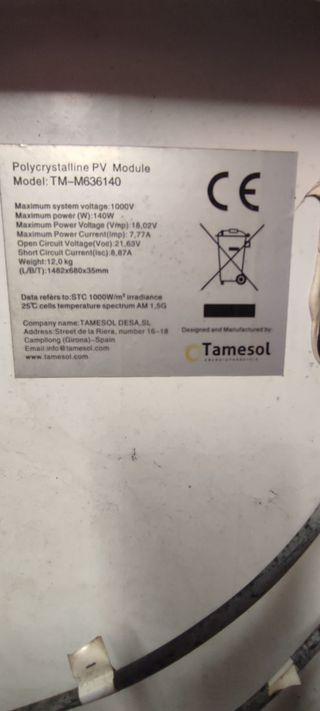 Polycrystalline PV Module
Model: TM-M636140
Maximum system voltage:1000V
Maximum power (W):140W
Maximum Power Voltage (Vmp):18,02V
Maximum Power Current(Imp): 7,77A
Open Circuit Voltage(Voc): 21,63V
Short Circuit Current(isc):8,87A
Weight:12,0kg
(L/B/T):1482x680x35mm
CE
Data refers to:STC 1000W/m² irradiance
25℃ cells temperature spectrum AM 1,5G
Company name:TAMESOL DESA,SL
Address:Street de la Riera, number 16-18
Campllong (Girona)-Spain
Email:info@tamesol.com
www.tamesol.com
Designed and Manufactured by:
Tamesol